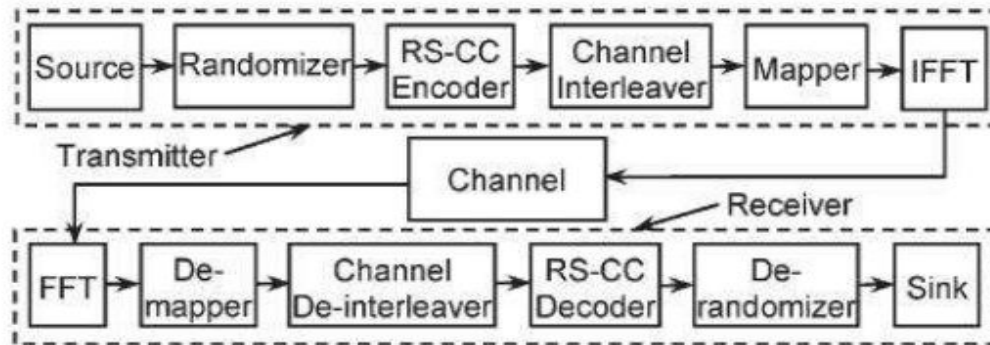 Source
Randomizer
RS-CC
Encoder
Channel
Interleaver
Mapper
IFFT
Transmitter
Channel
Receiver
FFT
De-
mapper
Channel
De-interleaver
RS-CC
Decoder
De-
randomizer
Sink